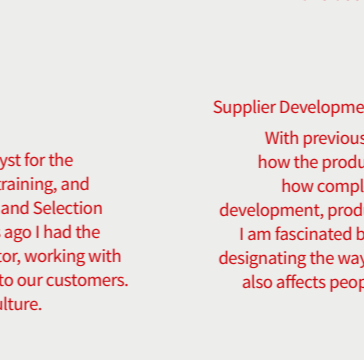 yst for the
raining, and
and Selection
ago I had the
tor, working with
to our customers.
ulture.
Supplier Developme
With previous
how the produ
how compl
development, prod
I am fascinated b
designating the way
also affects peop